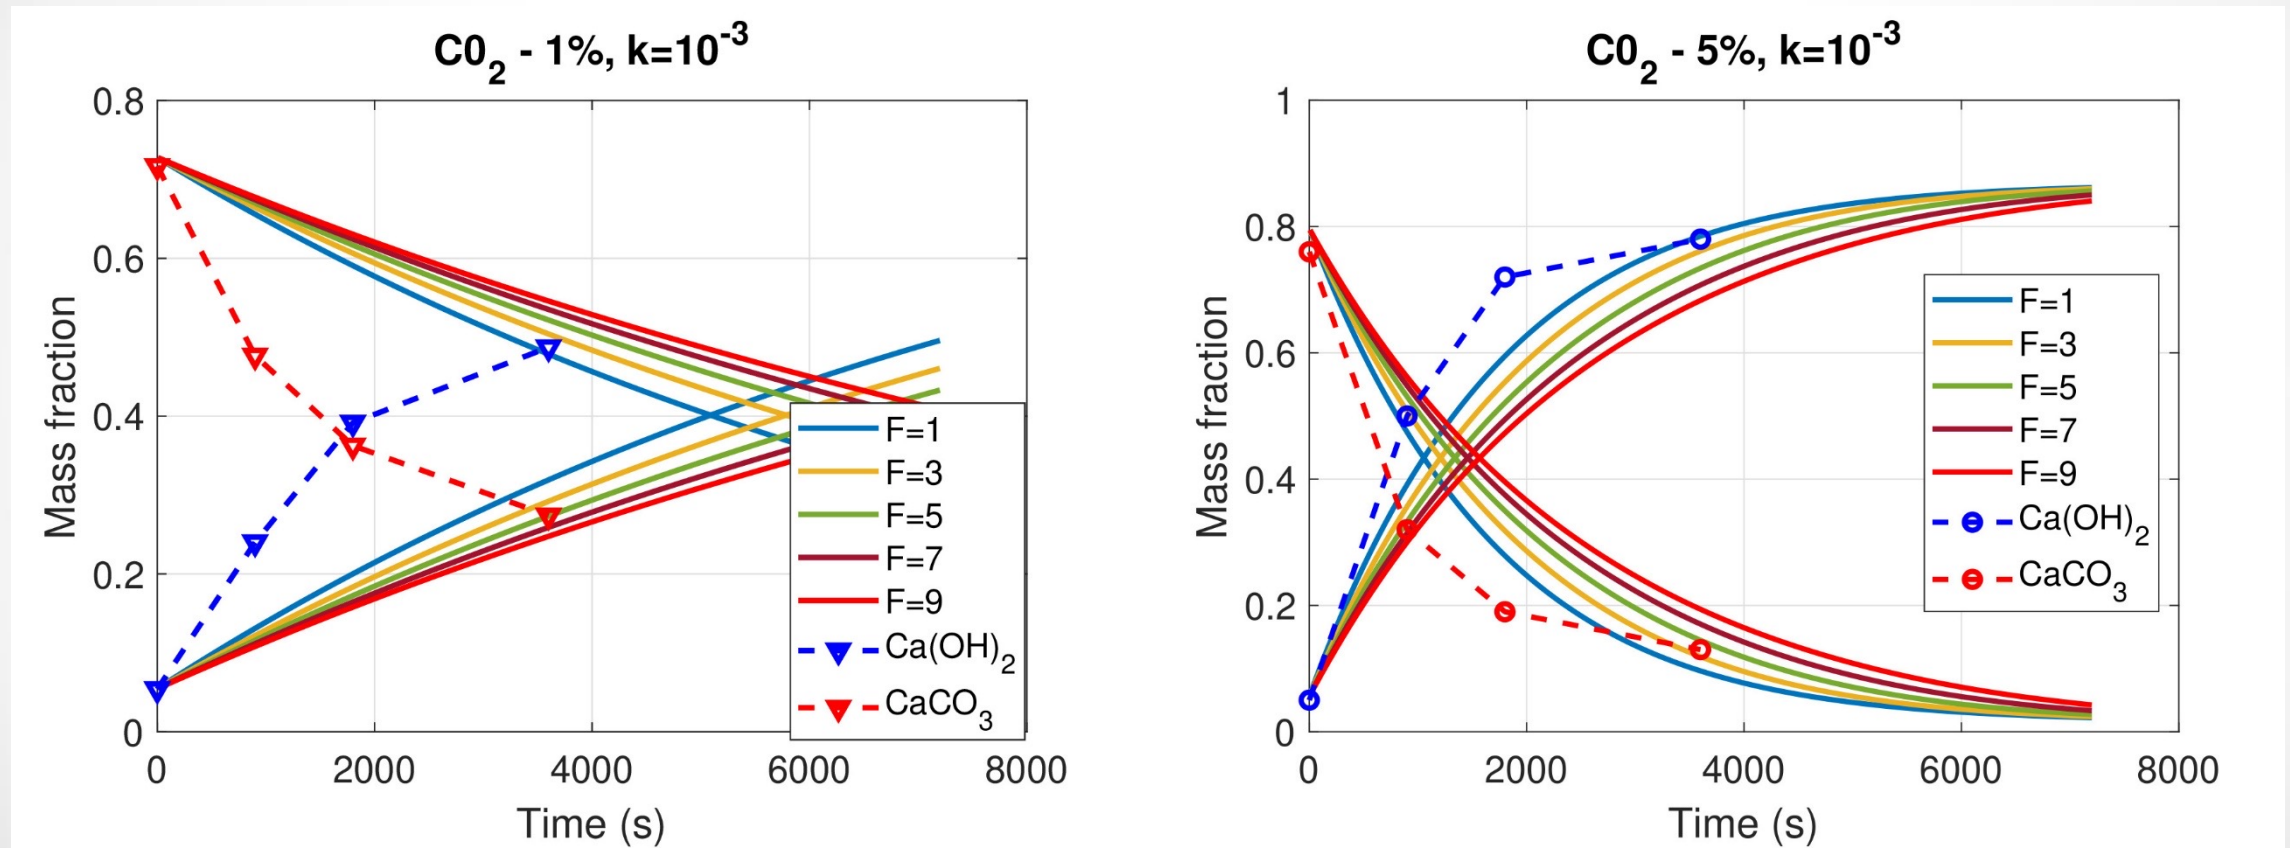 C0₂ - 1%, k=10⁻³
0.8
0.6
0.4
0.2
0
Mass fraction
0 2000 4000 6000 8000
Time (s)
F=1
F=3
F=5
F=7
F=9
Ca(OH)₂
CaCO₃
C0₂ - 5%, k=10⁻³
1
0.8
0.6
0.4
0.2
0
Mass fraction
0 2000 4000 6000 8000
Time (s)
F=1
F=3
F=5
F=7
F=9
Ca(OH)₂
CaCO₃